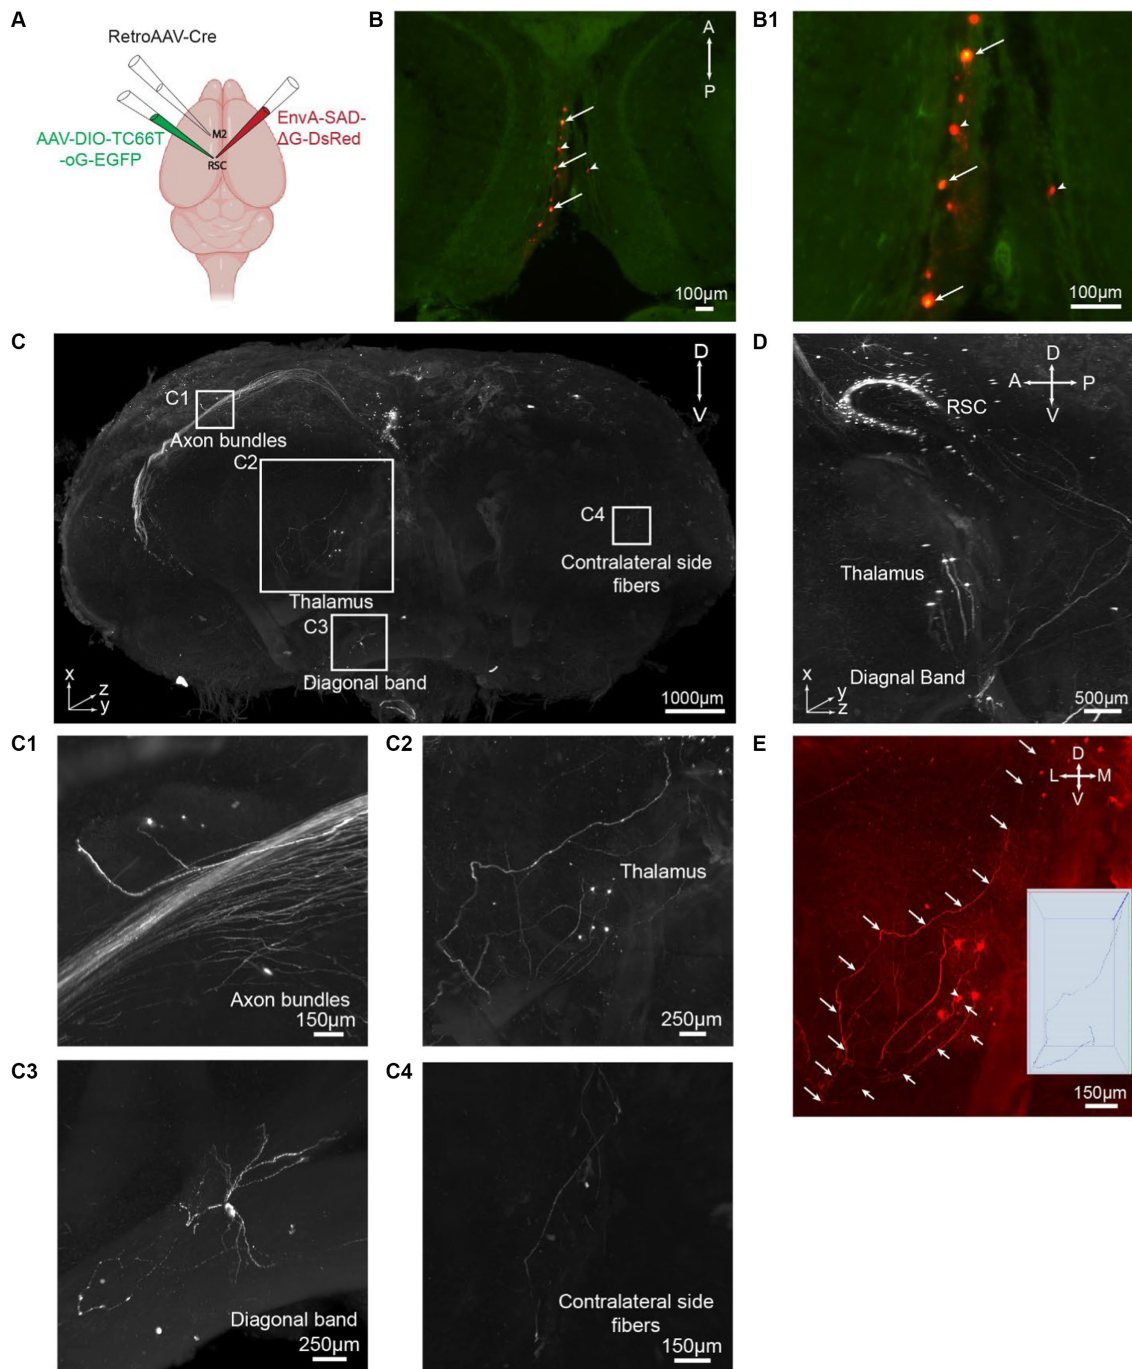 A
RetroAAV-Cre
AAV-DIO-TC66T
-oG-EGFP
EnvA-SAD-
ΔG-DsRed
M2
RSC
B
A
P
100µm
B1
100µm
C
C1
Axon bundles
C2
Thalamus
C3
Diagonal band
C4
Contralateral side
fibers
D
V
x
z
y
1000µm
D
D
A
P
V
RSC
Thalamus
Diagnal Band
x
y
z
500µm
C1
Axon bundles
150µm
C2
Thalamus
250µm
E
D
L
M
V
150µm
C3
Diagonal band
250µm
C4
Contralateral side
fibers
150µm